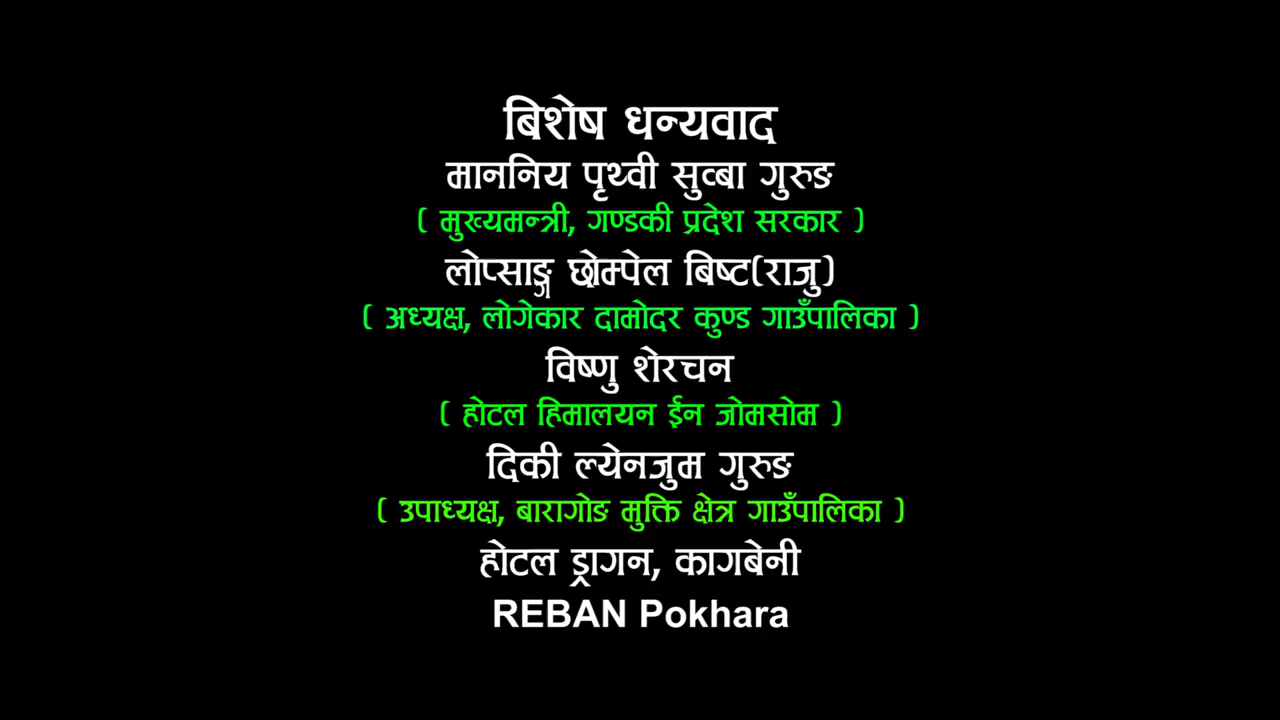 बिशेष धन्यवाद
माननिय पृथ्वी सुव्बा गुरुङ
( मुख्यमन्त्री, गण्डकी प्रदेश सरकार )
लोप्साङ्ग छोम्पेल बिष्ट(राजु)
( अध्यक्ष, लोगेकार दामोदर कुण्ड गाउँपालिका )
विष्णु शेरचन
( होटल हिमालयन ईन जोमसोम )
दिकी ल्येनजुम गुरुङ
( उपाध्यक्ष, बारागोङ मुक्ति क्षेत्र गाउँपालिका )
होटल ड्रागन, कागबेनी
REBAN Pokhara